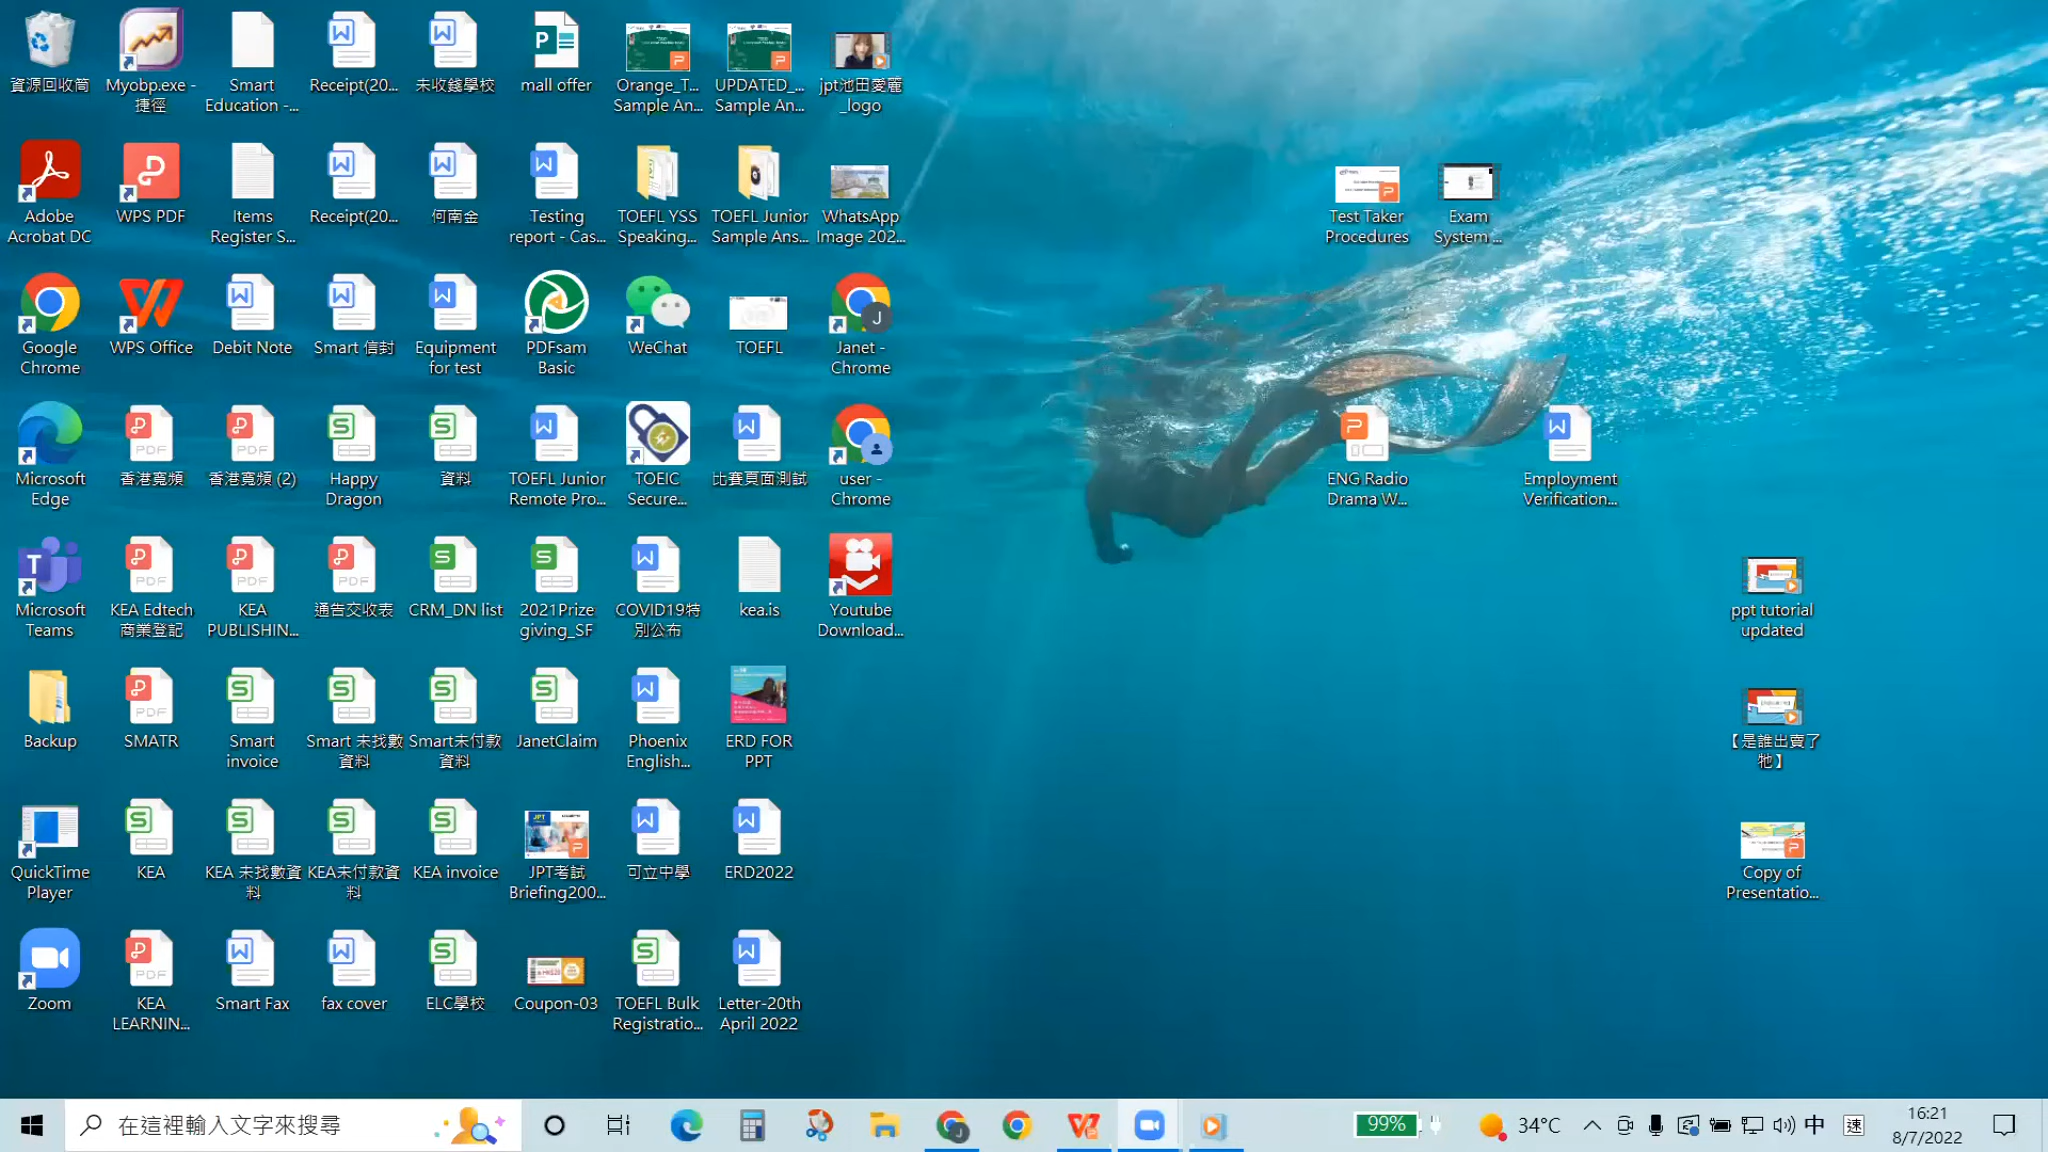 資源回收筒
Myobp.exe -
捷徑
Smart
Education -...
Receipt(20...
未收錢學校
mall offer
Orange_T...
Sample An...
UPDATED_...
Sample An...
jpt池田愛麗
_logo
Adobe
Acrobat DC
WPS PDF
Items
Register S...
Receipt(20...
何南金
Testing
report - Cas...
TOEFL YSS
Speaking...
TOEFL Junior
Sample Ans...
WhatsApp
Image 202...
Test Taker
Procedures
Exam
System ...
Google
Chrome
WPS Office
Debit Note
Smart 信封
Equipment
for test
PDFsam
Basic
WeChat
TOEFL
Janet -
Chrome
Microsoft
Edge
香港寬頻
香港寬頻 (2)
Happy
Dragon
資料
TOEFL Junior
Remote Pro...
TOEIC
Secure...
比賽頁面測試
user -
Chrome
ENG Radio
Drama W...
Employment
Verification...
Microsoft
Teams
KEA Edtech
商業登記
KEA
PUBLISHIN...
通告交收表
CRM_DN list
2021Prize
giving_SF
COVID19特
別公布
kea.is
Youtube
Download...
ppt tutorial
updated
Backup
SMATR
Smart
invoice
Smart 未找數
資料
Smart未付款
資料
JanetClaim
Phoenix
English...
ERD FOR
PPT
【是誰出賣了
牠】
QuickTime
Player
KEA
KEA 未找數資
料
KEA未付款資
料
KEA invoice
JPT考試
Briefing200...
可立中學
ERD2022
Copy of
Presentatio...
Zoom
KEA
LEARNIN...
Smart Fax
fax cover
ELC學校
Coupon-03
TOEFL Bulk
Registratio...
Letter-20th
April 2022
在這裡輸入文字來搜尋
99%
34°C
中
速
16:21
8/7/2022